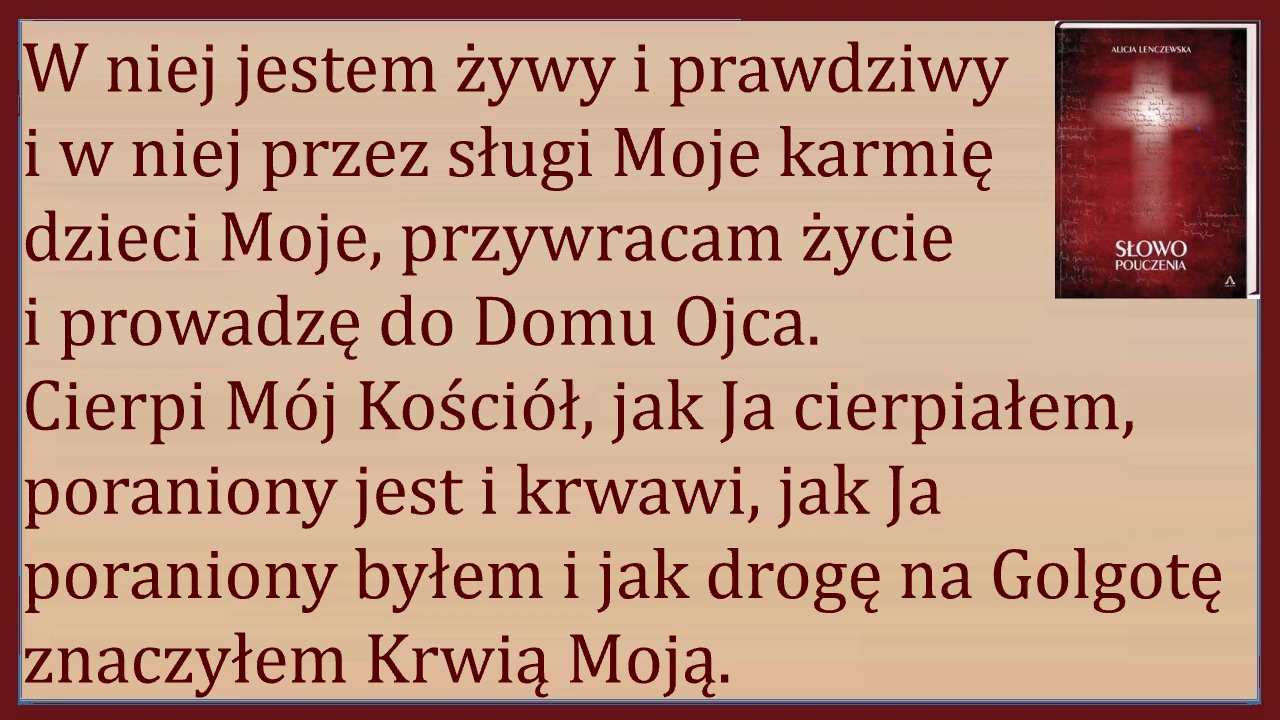 W niej jestem żywy i prawdziwy
i w niej przez sługi Moje karmię
dzieci Moje, przywracam życie
i prowadzę do Domu Ojca.
Cierpi Mój Kościół, jak Ja cierpiałem,
poraniony jest i krwawi, jak Ja
poraniony byłem i jak drogę na Golgotę
znaczyłem Krwią Moją.
ALICJA LENCZEWSKA
SŁOWO
POUCZENIA